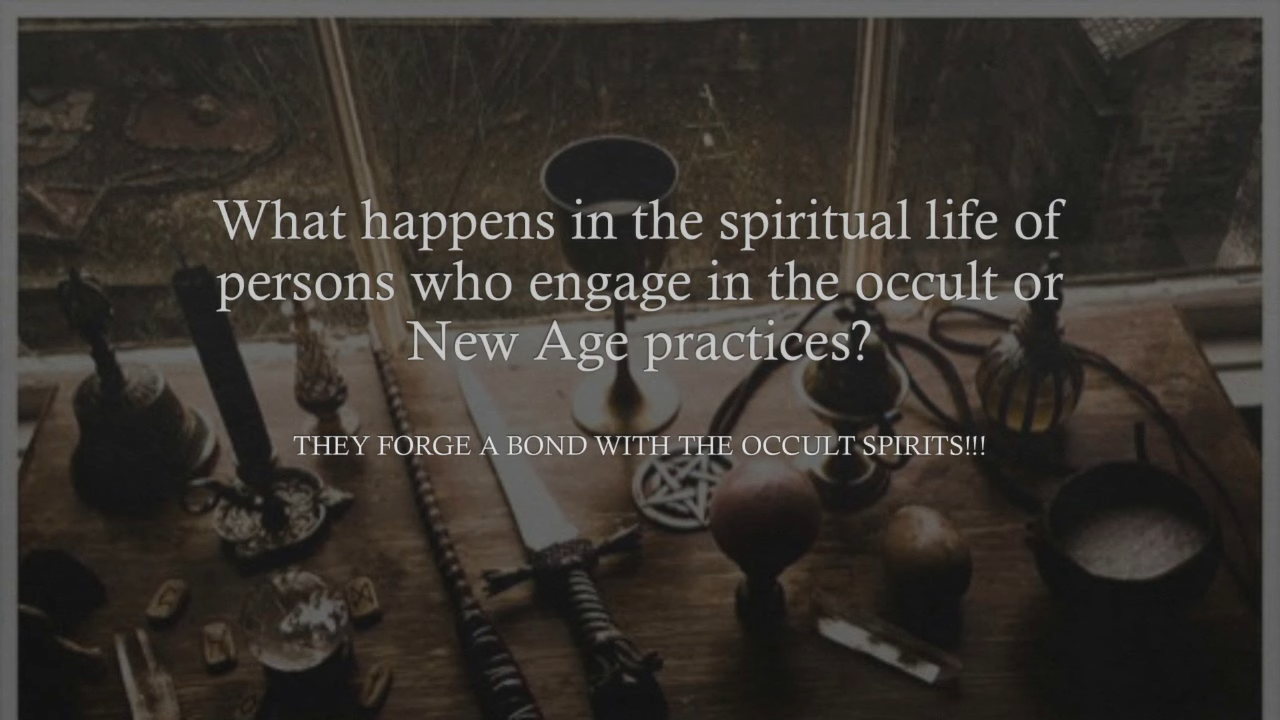 What happens in the spiritual life of
persons who engage in the occult or
New Age practices?
THEY FORGE A BOND WITH THE OCCULT SPIRITS!!!